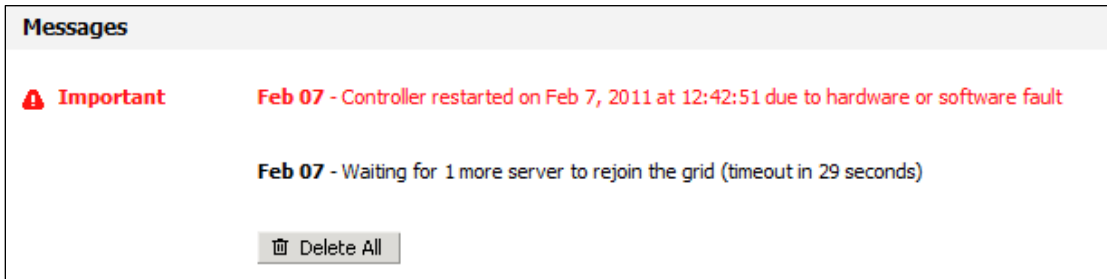 Messages
Important Feb 07 - Controller restarted on Feb 7, 2011 at 12:42:51 due to hardware or software fault
Feb 07 - Waiting for 1 more server to rejoin the grid (timeout in 29 seconds)
Delete All